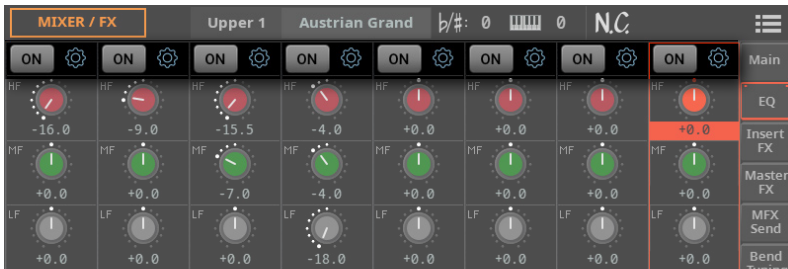 MIXER / FX Upper 1 Austrian Grand b/#: 0 0 N.C.
ON ON ON ON ON ON ON ON Main
HF HF HF HF HF HF HF HF EQ
-16.0 -9.0 -15.5 -4.0 +0.0 +0.0 +0.0 +0.0
Insert
FX
MF MF MF MF MF MF MF MF
+0.0 +0.0 -7.0 -4.0 +0.0 +0.0 +0.0 +0.0
Master
FX
LF LF LF LF LF LF LF LF
MFX
Send
+0.0 +0.0 +0.0 -18.0 +0.0 +0.0 +0.0 +0.0
Bend